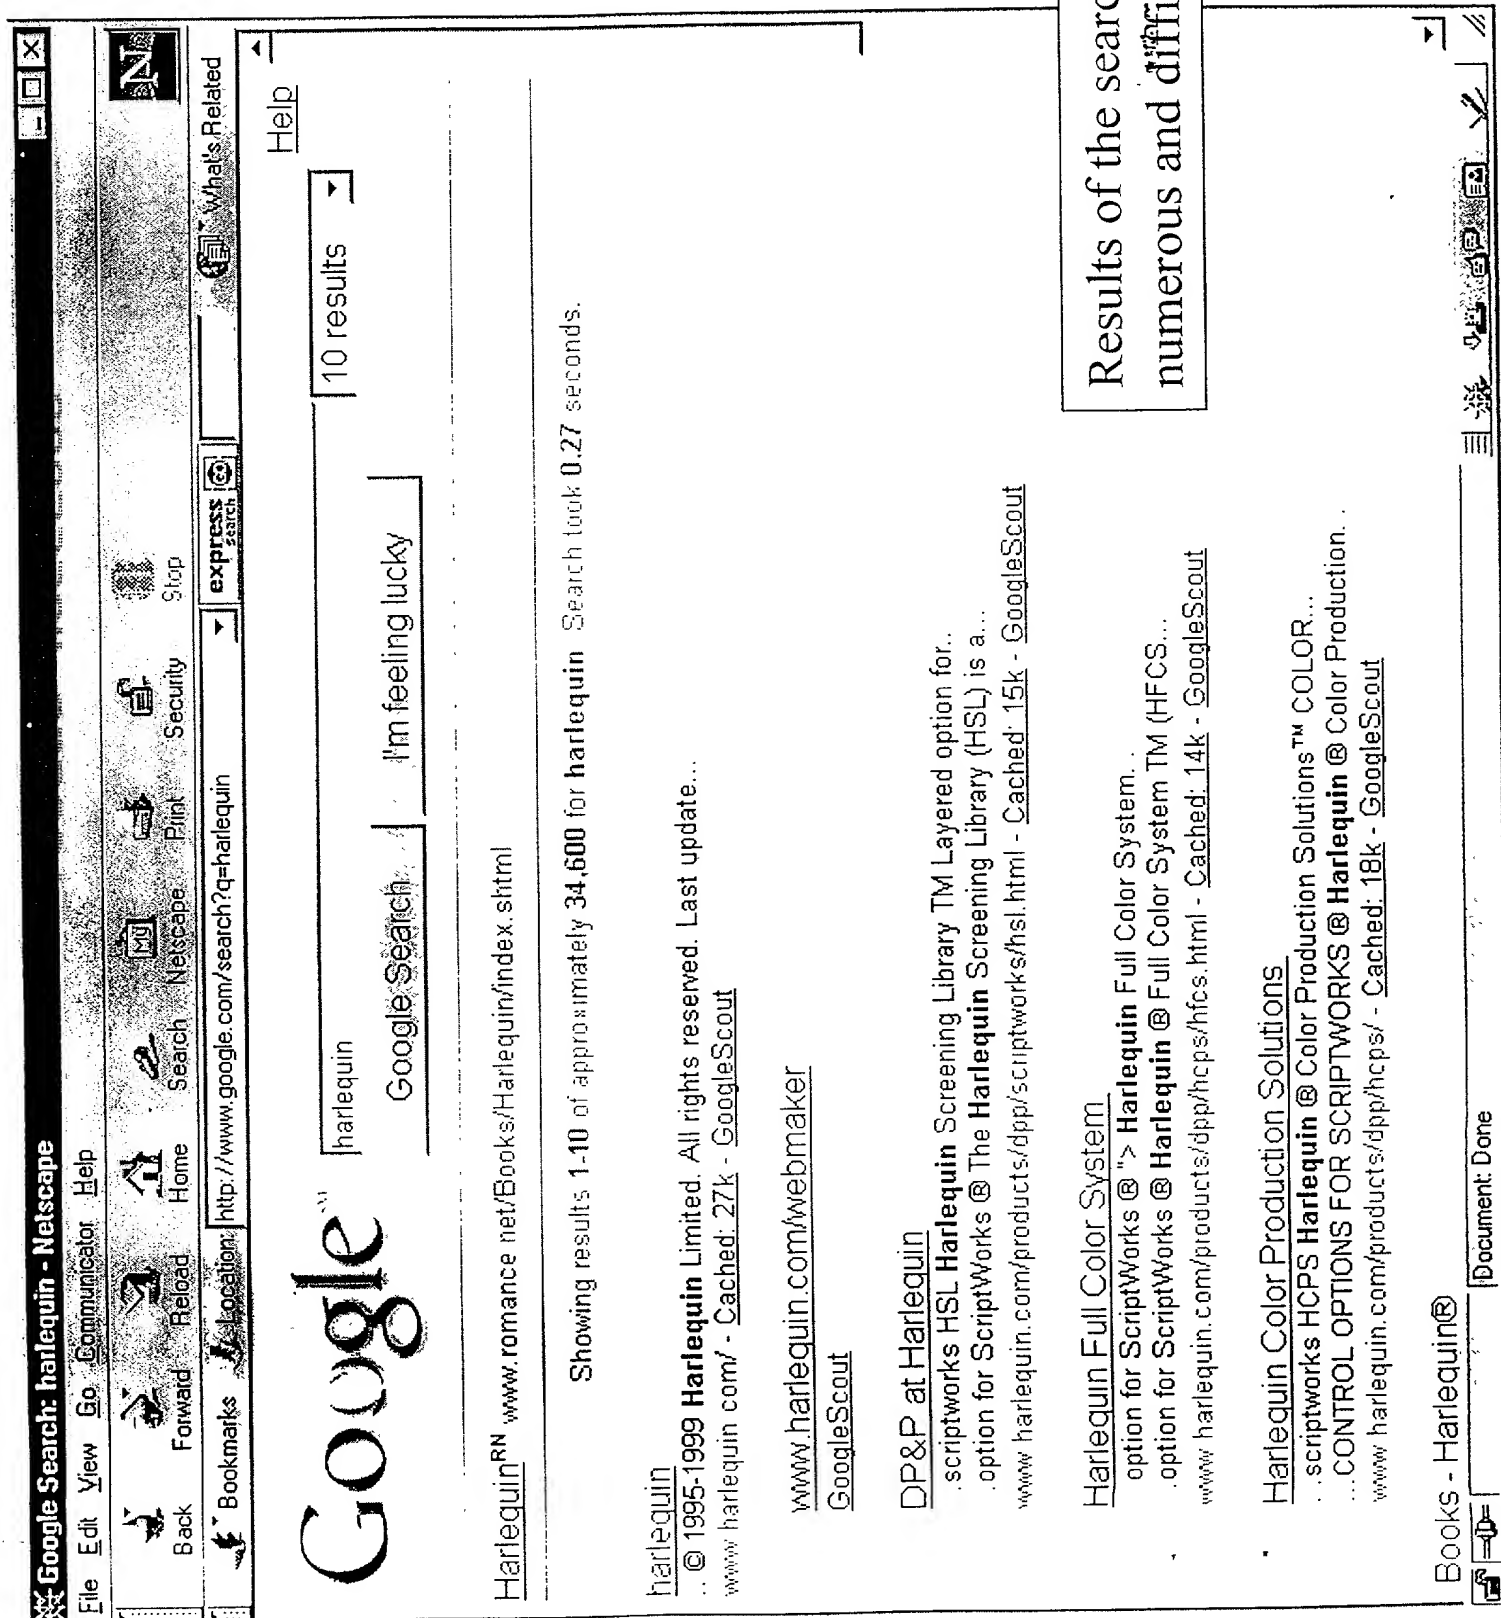 Google Search: harlequin - Netscape
File Edit View Go Communicator Help
Back Forward Reload Home Search Netscape Print Security Stop
Bookmarks Location: http://www.google.com/search?q=harlequin express search What's Related
Help
Google
harlequin
10 results
Google Search I'm feeling lucky
Harlequin RN www.romance net/Books/Harlequin/index.shtml
Showing results 1-10 of approximately 34,600 for harlequin Search took 0.27 seconds.
harlequin
.. © 1995-1999 Harlequin Limited. All rights reserved. Last update...
www harlequin com/ - Cached: 27k - GoogleScout
www.harlequin.com/webmaker
GoogleScout
DP&P at Harlequin
.scriptworks HSL Harlequin Screening Library TM Layered option for..
.option for ScriptWorks ® The Harlequin Screening Library (HSL) is a...
www harlequin.com/products/dpp/scriptworks/hsl.html - Cached: 15k - GoogleScout
Harlequin Full Color System
option for ScriptWorks ® "> Harlequin Full Color System..
.option for ScriptWorks ® Harlequin ® Full Color System TM (HFCS...
www harlequin.com/products/dpp/hcps/hfcs.html - Cached: 14k - GoogleScout
Harlequin Color Production Solutions
. .scriptworks HCPS Harlequin ® Color Production Solutions™ COLOR...
...CONTROL OPTIONS FOR SCRIPTWORKS ® Harlequin ® Color Production. . .
www harlequin.com/products/dpp/hcps/ - Cached: 18k - GoogleScout
Books - Harlequin®
Document: Done
Results of the
numerous and